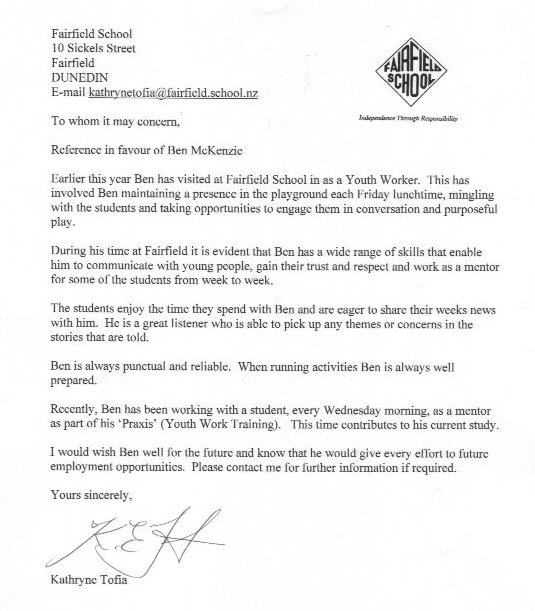 Fairfield School
10 Sickels Street
Fairfield
DUNEDIN
E-mail kathrynetofia@fairfield.school.nz
FAIRFIELD
SCHOOL
Independence Through Responsibility
To whom it may concern,
Reference in favour of Ben McKenzie
Earlier this year Ben has visited at Fairfield School in as a Youth Worker.  This has
involved Ben maintaining a presence in the playground each Friday lunchtime, mingling
with the students and taking opportunities to engage them in conversation and purposeful
play.
During his time at Fairfield it is evident that Ben has a wide range of skills that enable
him to communicate with young people, gain their trust and respect and work as a mentor
for some of the students from week to week.
The students enjoy the time they spend with Ben and are eager to share their weeks news
with him.  He is a great listener who is able to pick up any themes or concerns in the
stories that are told.
Ben is always punctual and reliable.  When running activities Ben is always well
prepared.
Recently, Ben has been working with a student, every Wednesday morning, as a mentor
as part of his ‘Praxis’ (Youth Work Training).  This time contributes to his current study.
I would wish Ben well for the future and know that he would give every effort to future
employment opportunities.  Please contact me for further information if required.
Yours sincerely,
Kathryne Tofia